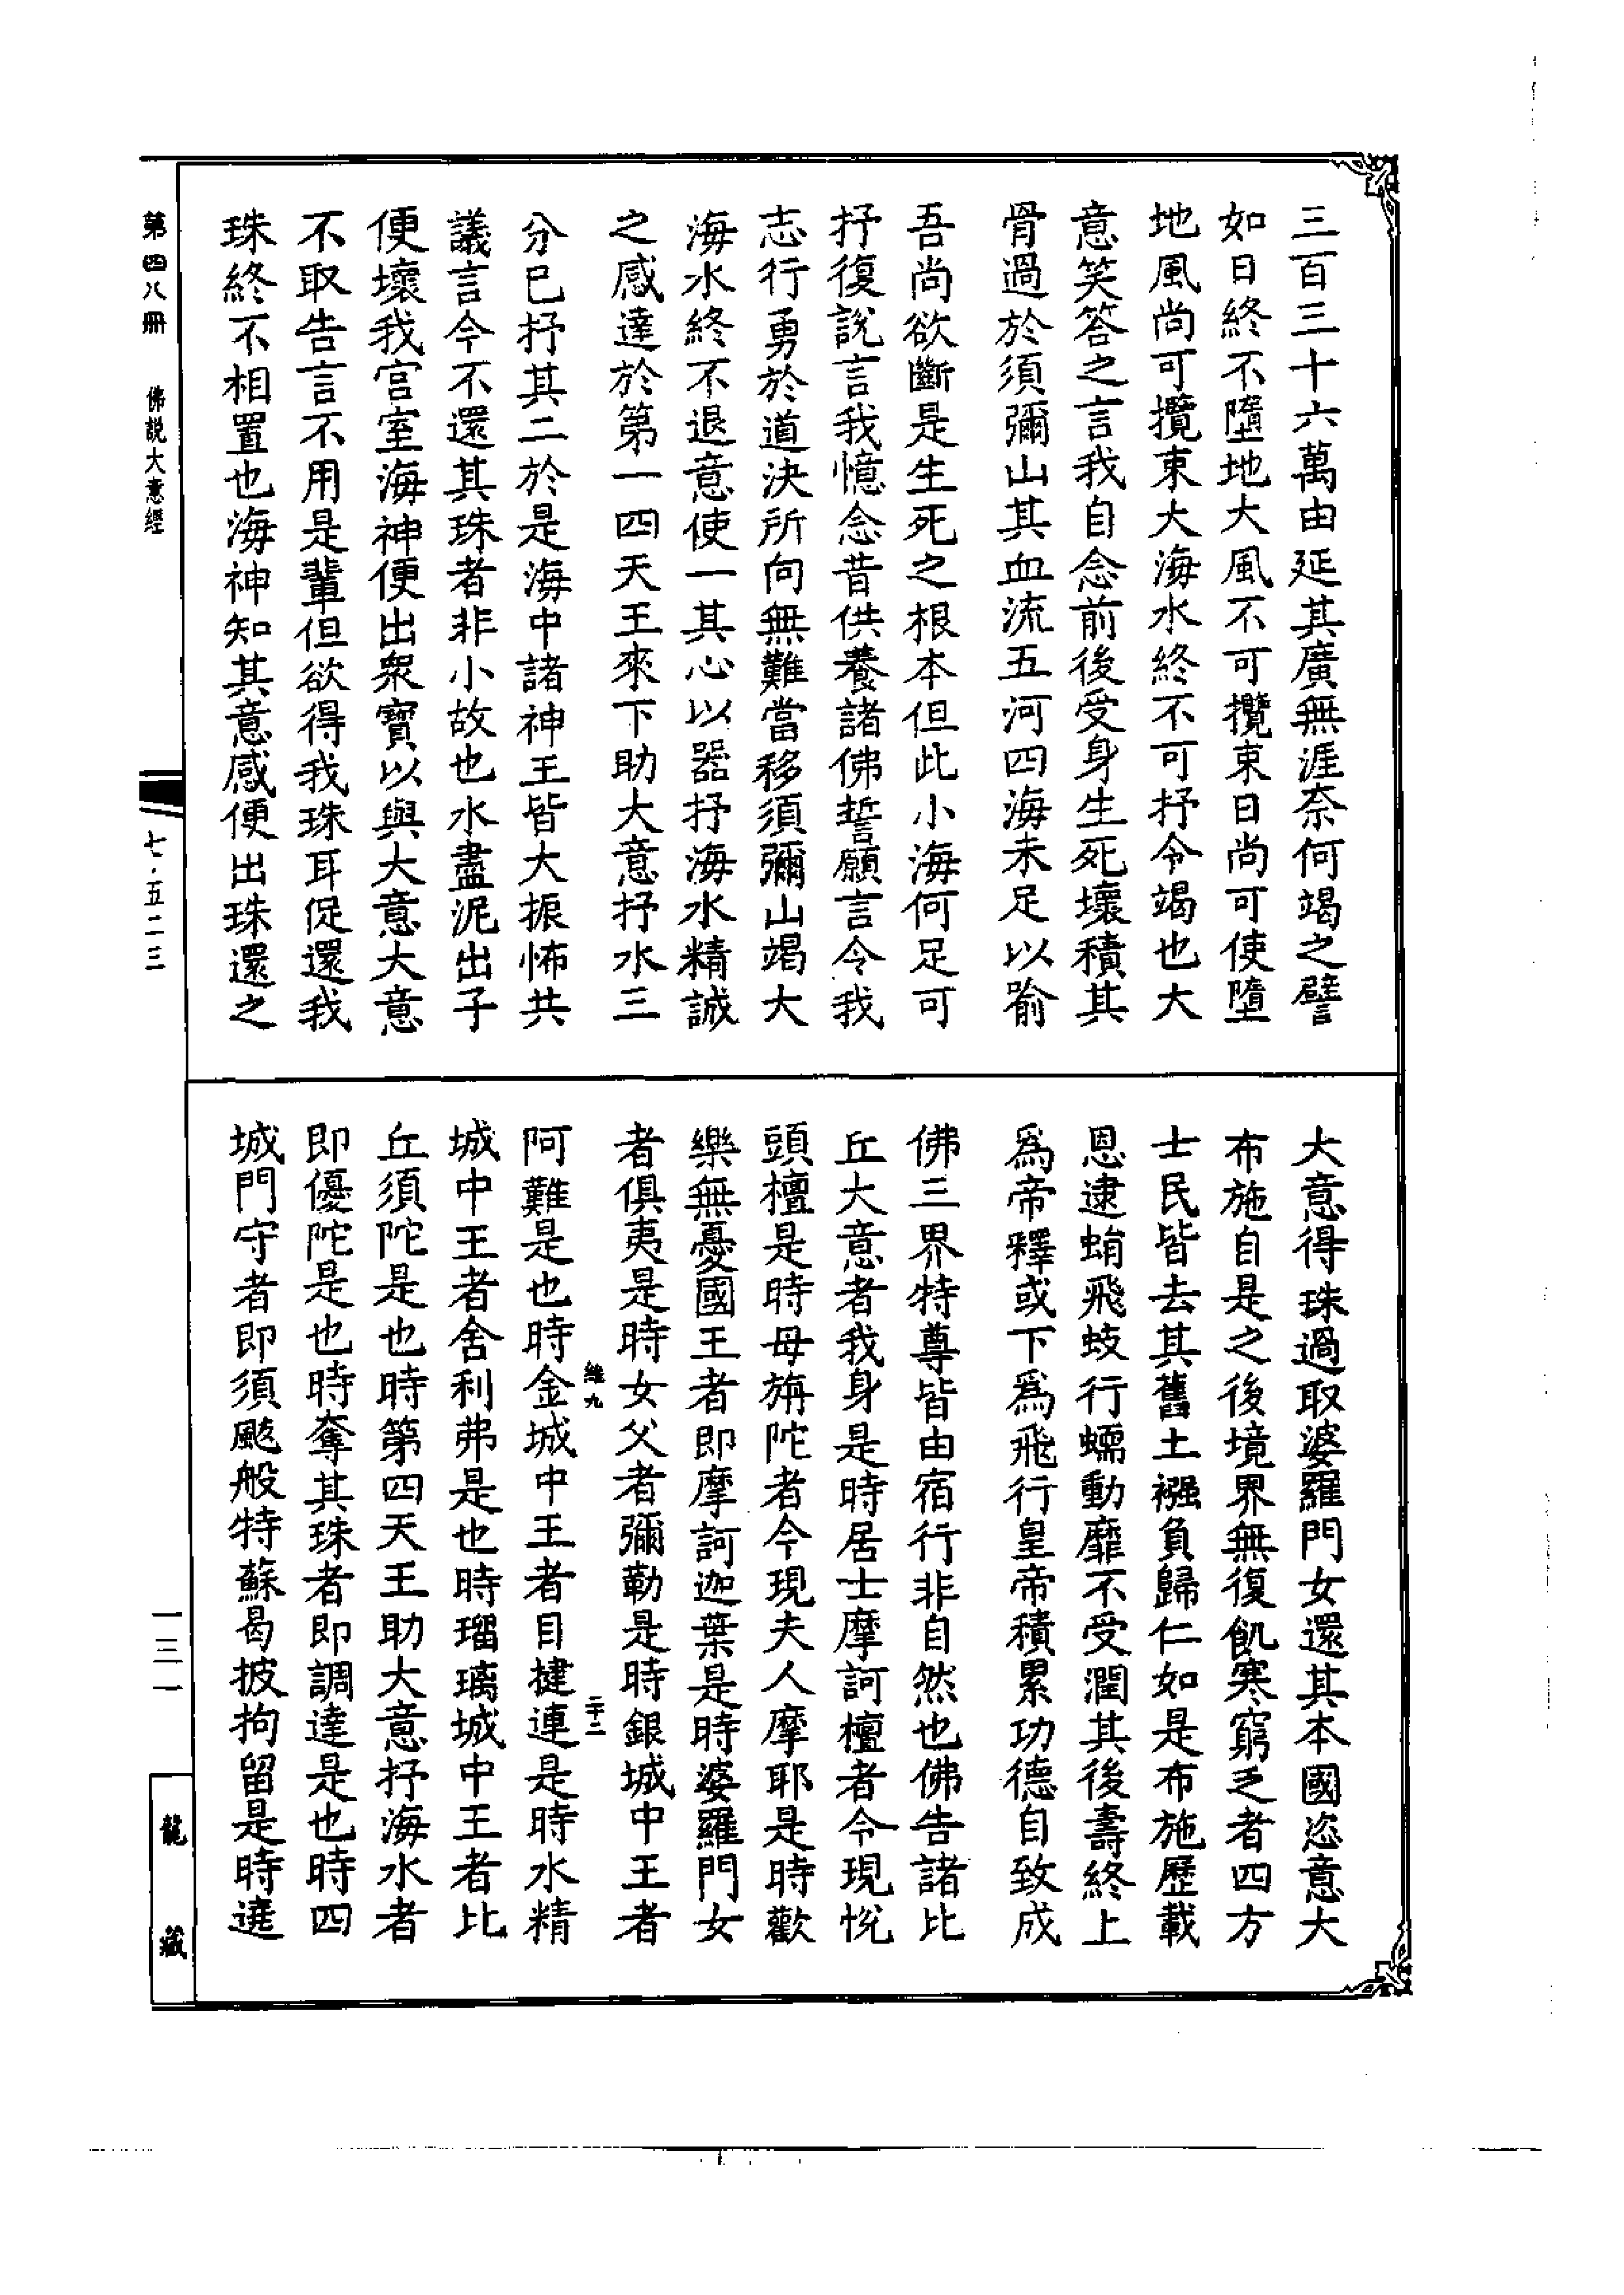 三百三十六萬由延其廣無涯奈何竭之譬
如日終不墮地大風不可攬束日尚可使墮
地風尚可攬束大海水終不可抒令竭也大
意笑答之言我自念前後受身生死壞積其
骨過於須彌山其血流五河四海未足以喻
吾尚欲斷是生死之根本但此小海何足可
抒復說言我憶念昔供養諸佛誓願言令我
志行勇於道決所向無難當移須彌山竭大
海水終不退意使一其心以器抒海水精誠
之感達於第一四天王來下助大意抒水三
分已抒其二於是海中諸神王皆大振怖共
議言今不還其珠者非小故也水盡泥出子
便壞我宮室海神便出眾寶以與大意大意
不取告言不用是輩但欲得我珠耳促還我
珠終不相置也海神知其意感便出珠還之
大意得珠過取婆羅門女還其本國恣意大
布施自是之後境界無復飢寒窮乏者四方
士民皆去其舊土襁負歸仁如是布施歷載
恩逮蜎飛蚑行蠕動靡不受潤其後壽終上
為帝釋或下為飛行皇帝積累功德自致成
佛三界特尊皆由宿行非自然也佛告諸比
丘大意者我身是時居士摩訶檀者今現悅
頭檀是時母旃陀者今現夫人摩耶是時歡
樂無憂國王者即摩訶迦葉是時婆羅門女
者俱夷是時女父者彌勒是時銀城中王者
維九
二十二
阿難是也時金城中王者目揵連是時水精
城中王者舍利弗是也時瑠璃城中王者比
丘須陀是也時第四天王助大意抒海水者
即優陀是也時奪其珠者即調達是也時四
城門守者即須颰般特蘇曷披拘留是時遶
第四八冊
佛說大意經
七·五二三
一三一
龍藏